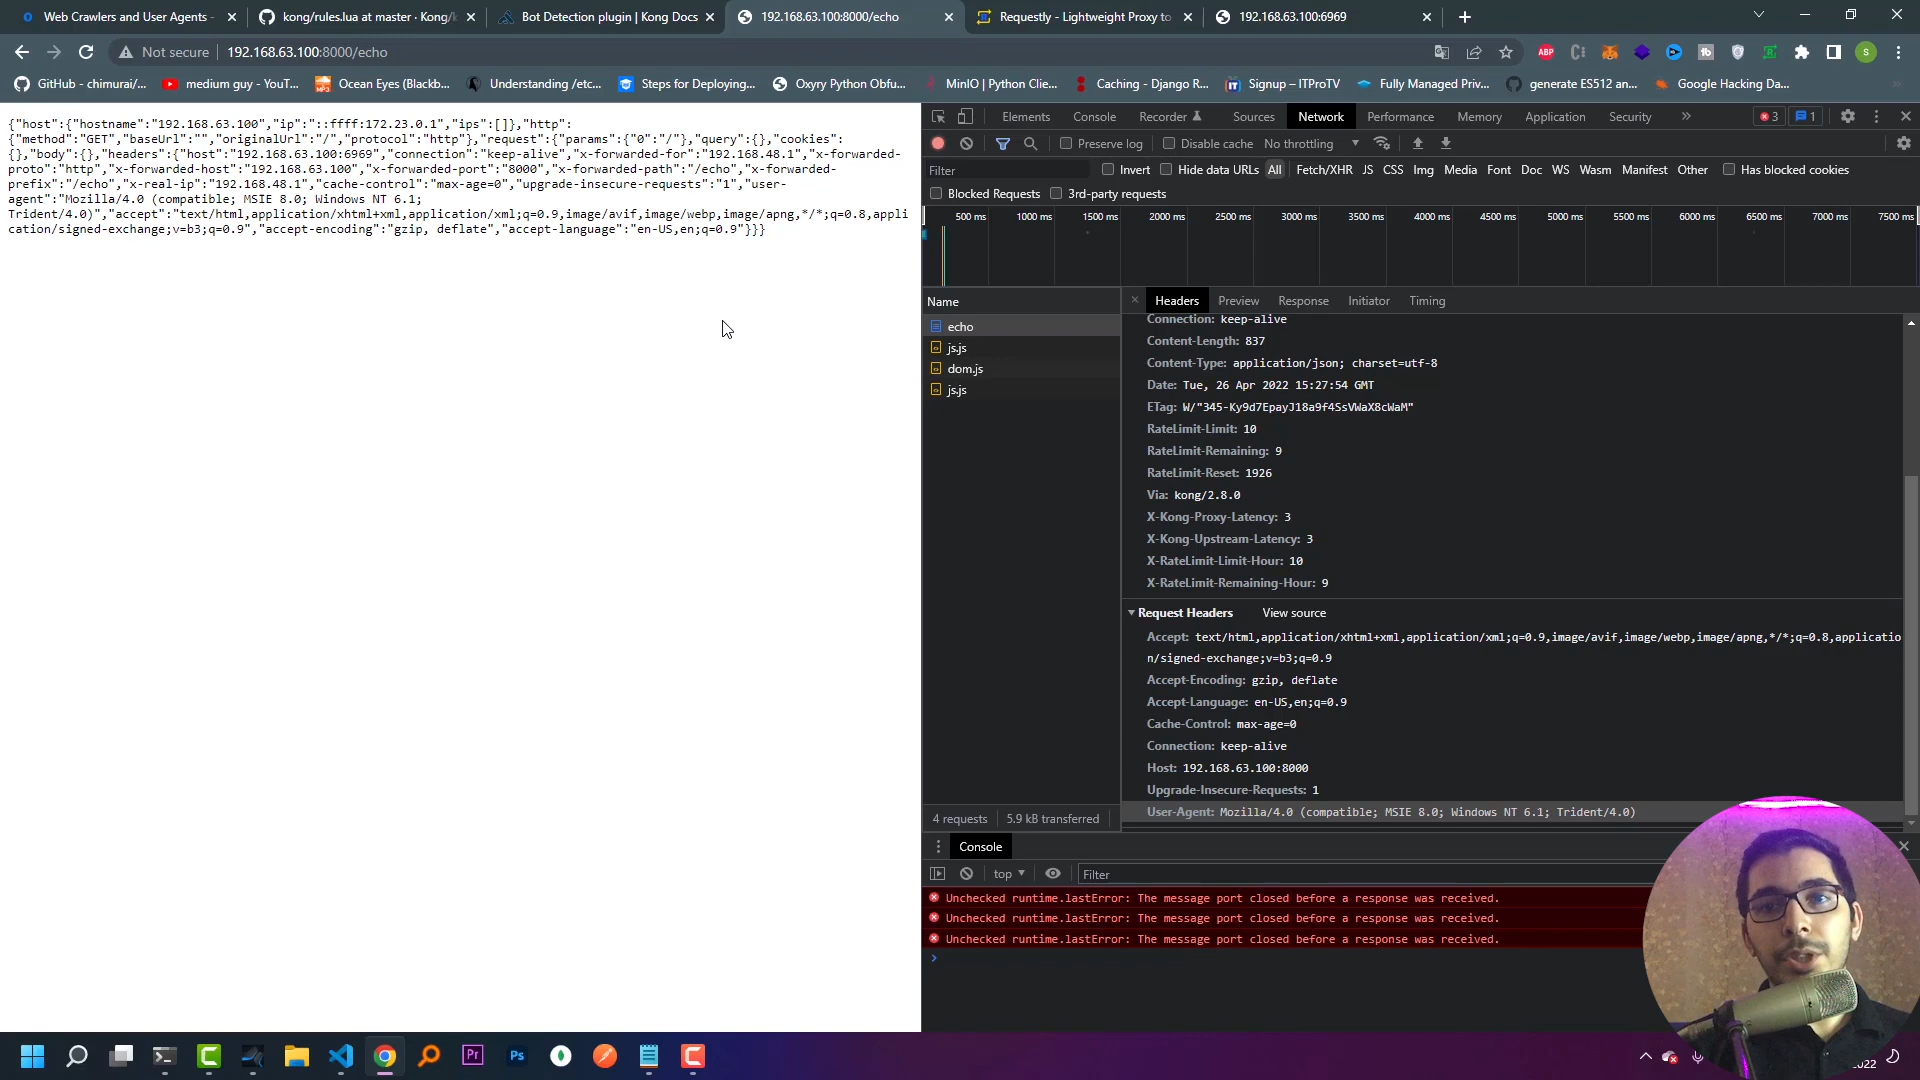 Web Crawlers and User Agents -
kong/rules.lua at master · Kong/k
Bot Detection plugin | Kong Docs
192.168.63.100:8000/echo
Requestly - Lightweight Proxy to
192.168.63.100:6969
Not secure
192.168.63.100:8000/echo
ABP
S
GitHub - chimurai/...
medium guy - YouT...
Ocean Eyes (Blackb...
Understanding /etc...
Steps for Deploying...
Oxyry Python Obfu...
MinIO | Python Clie...
Caching - Django R...
Signup – ITProTV
Fully Managed Priv...
generate ES512 an...
Google Hacking Da...
{"host":{"hostname":"192.168.63.100","ip":"::ffff:172.23.0.1","ips":[]},"http":
{"method":"GET","baseUrl":"","originalUrl":"/","protocol":"http"},"request":{"params":{"0":"/"},"query":{},"cookies":
{},"body":{},"headers":{"host":"192.168.63.100:6969","connection":"keep-alive","x-forwarded-for":"192.168.48.1","x-forwarded-
proto":"http","x-forwarded-host":"192.168.63.100","x-forwarded-port":"8000","x-forwarded-path":"/echo","x-forwarded-
prefix":"/echo","x-real-ip":"192.168.48.1","cache-control":"max-age=0","upgrade-insecure-requests":"1","user-
agent":"Mozilla/4.0 (compatible; MSIE 8.0; Windows NT 6.1;
Trident/4.0)","accept":"text/html,application/xhtml+xml,application/xml;q=0.9,image/avif,image/webp,image/apng,*/*;q=0.8,appli
cation/signed-exchange;v=b3;q=0.9","accept-encoding":"gzip, deflate","accept-language":"en-US,en;q=0.9"}}}
Elements Console Recorder Sources Network Performance Memory Application Security » 3 1
Preserve log Disable cache No throttling
Filter Invert Hide data URLs All Fetch/XHR JS CSS Img Media Font Doc WS Wasm Manifest Other Has blocked cookies
Blocked Requests 3rd-party requests
500 ms 1000 ms 1500 ms 2000 ms 2500 ms 3000 ms 3500 ms 4000 ms 4500 ms 5000 ms 5500 ms 6000 ms 6500 ms 7000 ms 7500 ms
Name
echo
js.js
dom.js
js.js
4 requests 5.9 kB transferred
Headers Preview Response Initiator Timing
Connection: keep-alive
Content-Length: 837
Content-Type: application/json; charset=utf-8
Date: Tue, 26 Apr 2022 15:27:54 GMT
ETag: W/"345-Ky9d7EpayJ18a9f4SsVWaX8cWaM"
RateLimit-Limit: 10
RateLimit-Remaining: 9
RateLimit-Reset: 1926
Via: kong/2.8.0
X-Kong-Proxy-Latency: 3
X-Kong-Upstream-Latency: 3
X-RateLimit-Limit-Hour: 10
X-RateLimit-Remaining-Hour: 9
Request Headers View source
Accept: text/html,application/xhtml+xml,application/xml;q=0.9,image/avif,image/webp,image/apng,*/*;q=0.8,applicatio
n/signed-exchange;v=b3;q=0.9
Accept-Encoding: gzip, deflate
Accept-Language: en-US,en;q=0.9
Cache-Control: max-age=0
Connection: keep-alive
Host: 192.168.63.100:8000
Upgrade-Insecure-Requests: 1
User-Agent: Mozilla/4.0 (compatible; MSIE 8.0; Windows NT 6.1; Trident/4.0)
Console
top Filter
Unchecked runtime.lastError: The message port closed before a response was received.
Unchecked runtime.lastError: The message port closed before a response was received.
Unchecked runtime.lastError: The message port closed before a response was received.
Pr
Ps
2022